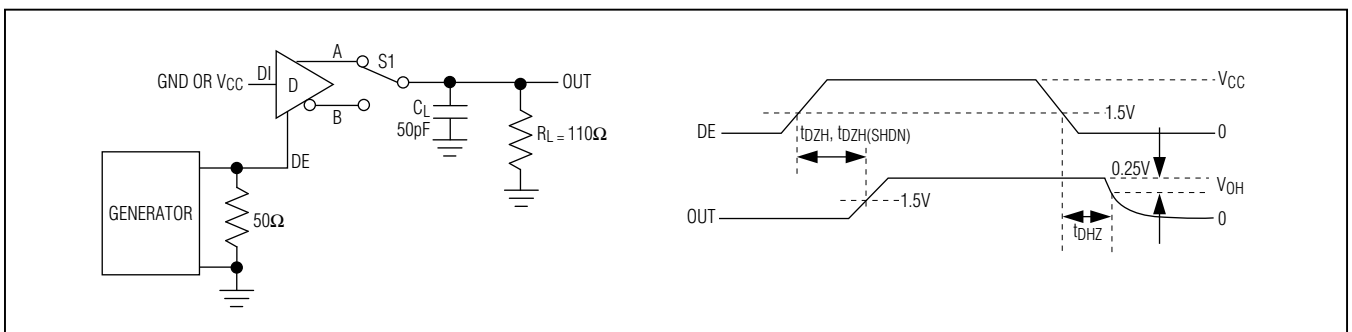 A
S1
GND OR VCC
DI
D
OUT
B
CL
50pF
RL = 110Ω
DE
GENERATOR
50Ω
VCC
1.5V
DE
0
tDZH, tDZH(SHDN)
0.25V
VOH
1.5V
OUT
0
tDHZ